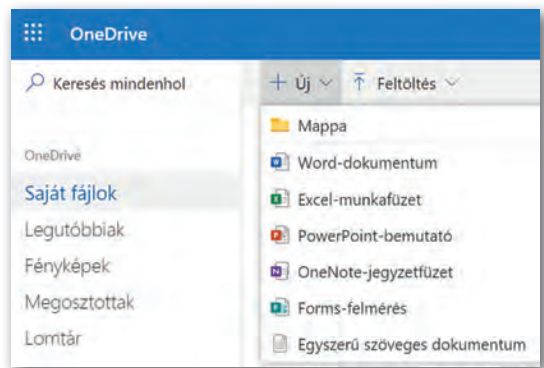 OneDrive
Keresés mindenhol
OneDrive
Saját fájlok
Legutóbbiak
Fényképek
Megosztottak
Lomtár
Új
Feltöltés
Mappa
Word-dokumentum
Excel-munkafüzet
PowerPoint-bemutató
OneNote-jegyzetfüzet
Forms-felmérés
Egyszerű szöveges dokumentum